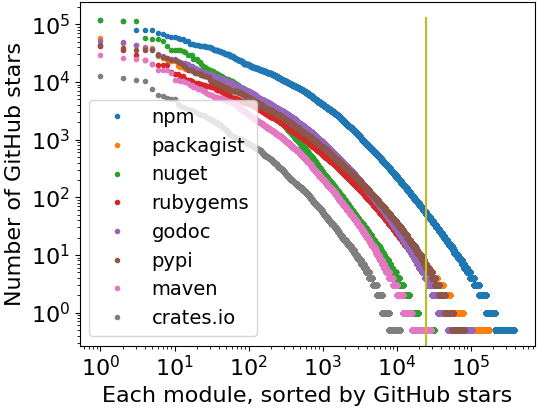 Number of GitHub stars
10^5
10^4
10^3
10^2
10^1
10^0
npm
packagist
nuget
rubygems
godoc
pypi
maven
crates.io
10^0 10^1 10^2 10^3 10^4 10^5
Each module, sorted by GitHub stars